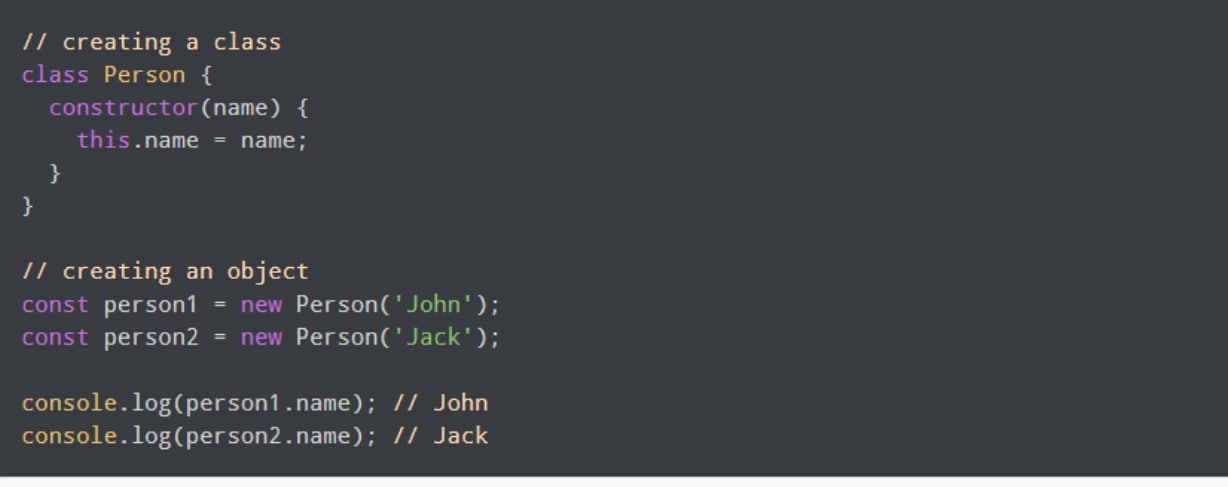 // creating a class
class Person {
  constructor(name) {
    this.name = name;
  }
}

// creating an object
const person1 = new Person('John');
const person2 = new Person('Jack');

console.log(person1.name); // John
console.log(person2.name); // Jack